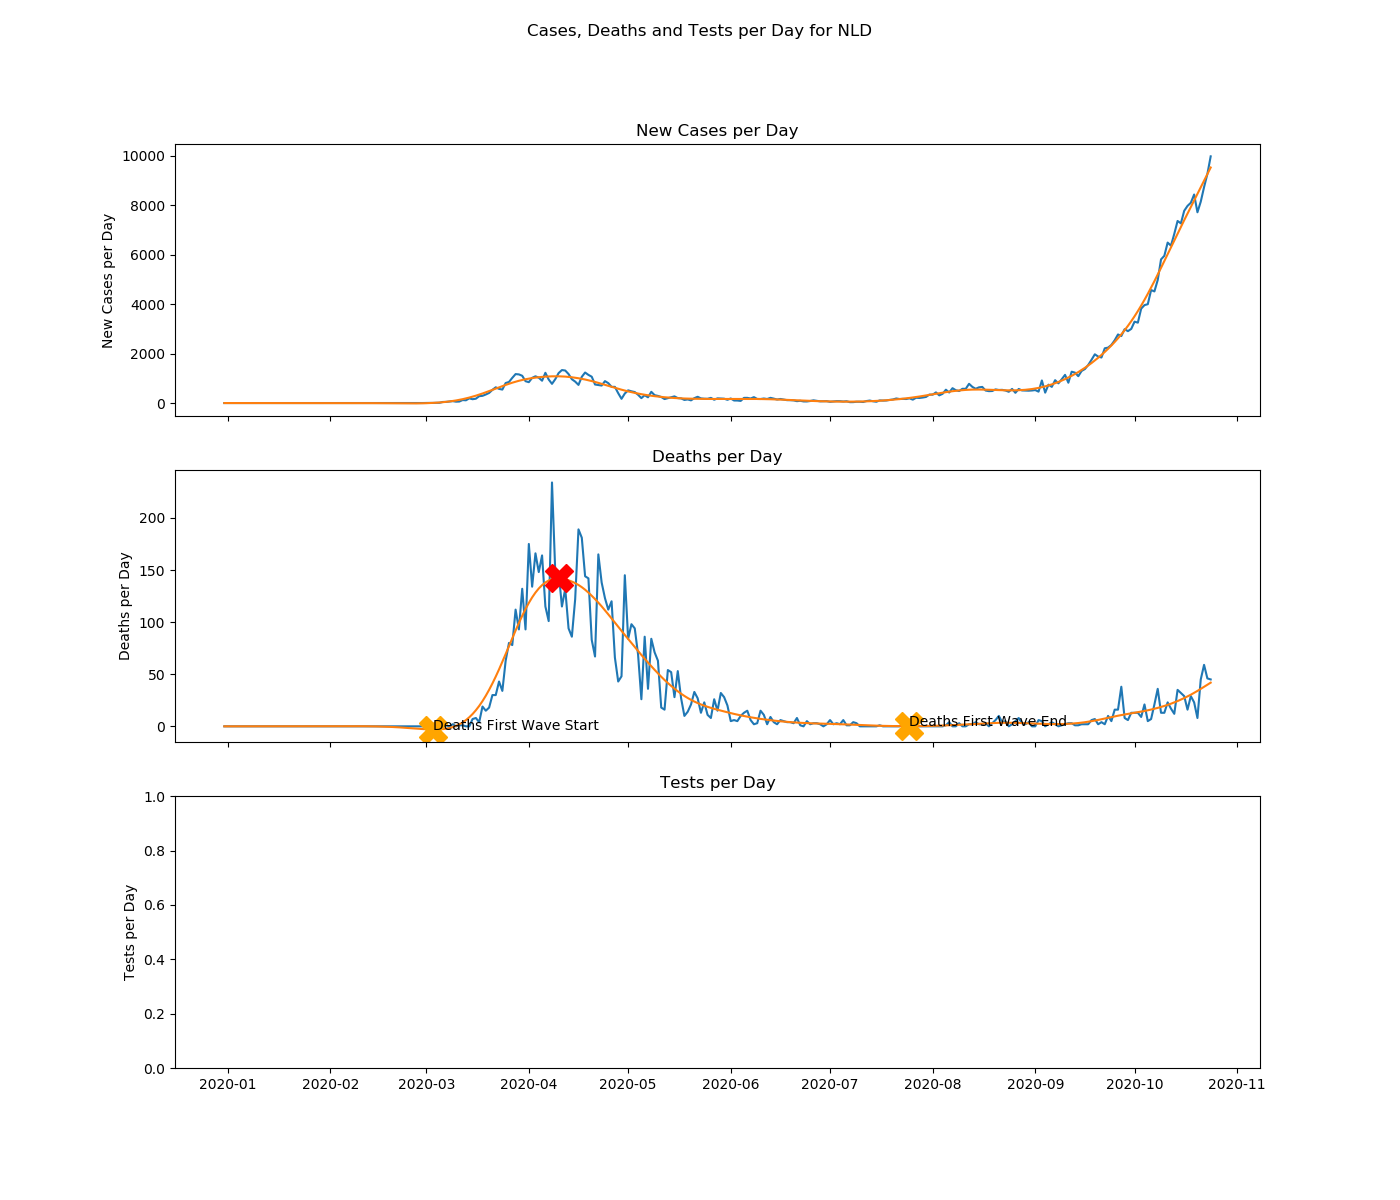 Cases, Deaths and Tests per Day for NLD
New Cases per Day
New Cases per Day
10000
8000
6000
4000
2000
0
Deaths per Day
Deaths per Day
200
150
100
50
0
Deaths First Wave Start
Deaths First Wave End
Tests per Day
Tests per Day
1.0
0.8
0.6
0.4
0.2
0.0
2020-01 2020-02 2020-03 2020-04 2020-05 2020-06 2020-07 2020-08 2020-09 2020-10 2020-11